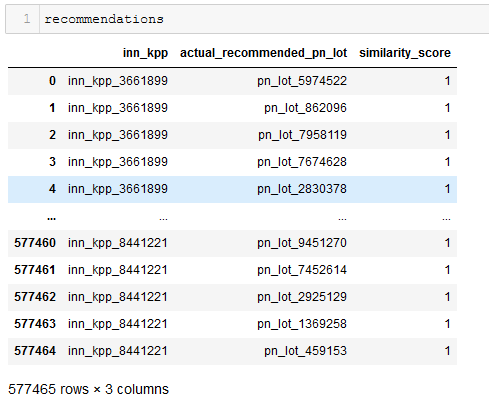 1 recommendations
inn_kpp actual_recommended_pn_lot similarity_score
0 inn_kpp_3661899 pn_lot_5974522 1
1 inn_kpp_3661899 pn_lot_862096 1
2 inn_kpp_3661899 pn_lot_7958119 1
3 inn_kpp_3661899 pn_lot_7674628 1
4 inn_kpp_3661899 pn_lot_2830378 1
... ... ... ...
577460 inn_kpp_8441221 pn_lot_9451270 1
577461 inn_kpp_8441221 pn_lot_7452614 1
577462 inn_kpp_8441221 pn_lot_2925129 1
577463 inn_kpp_8441221 pn_lot_1369258 1
577464 inn_kpp_8441221 pn_lot_459153 1
577465 rows × 3 columns